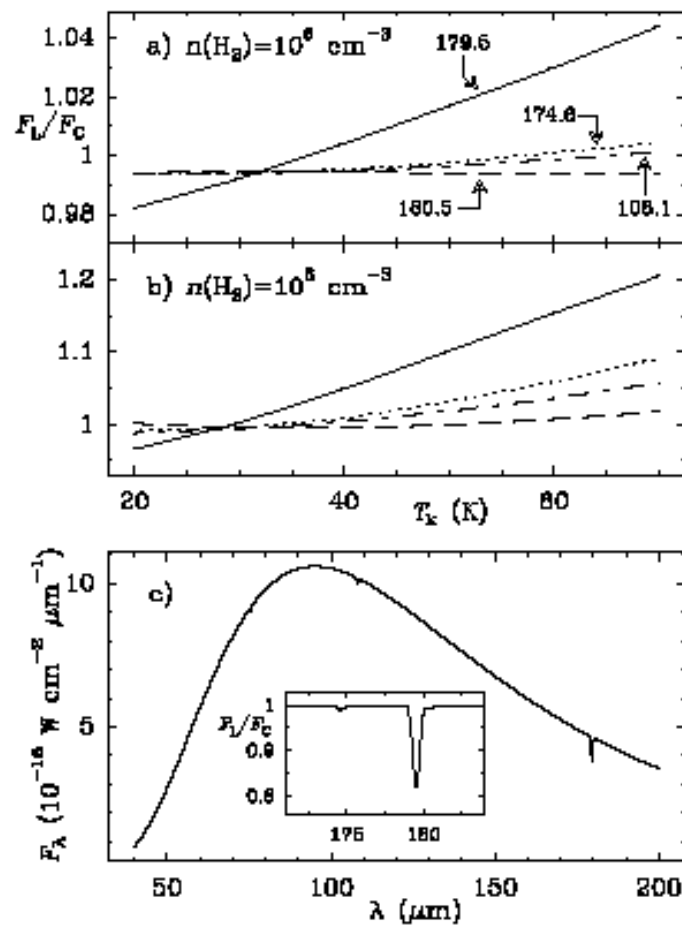 1.04
a) n(H₂)=10⁶ cm⁻³
179.5
1.02
F_L/F_C
174.6
1
0.98
180.5
108.1
1.2
b) n(H₂)=10⁵ cm⁻³
1.1
1
20 40 60
T_k (K)
F_λ (10⁻¹⁶ W cm⁻² μm⁻¹)
10
c)
5
F_L/F_C
1
0.9
0.8
175 180
50 100 150 200
λ (μm)